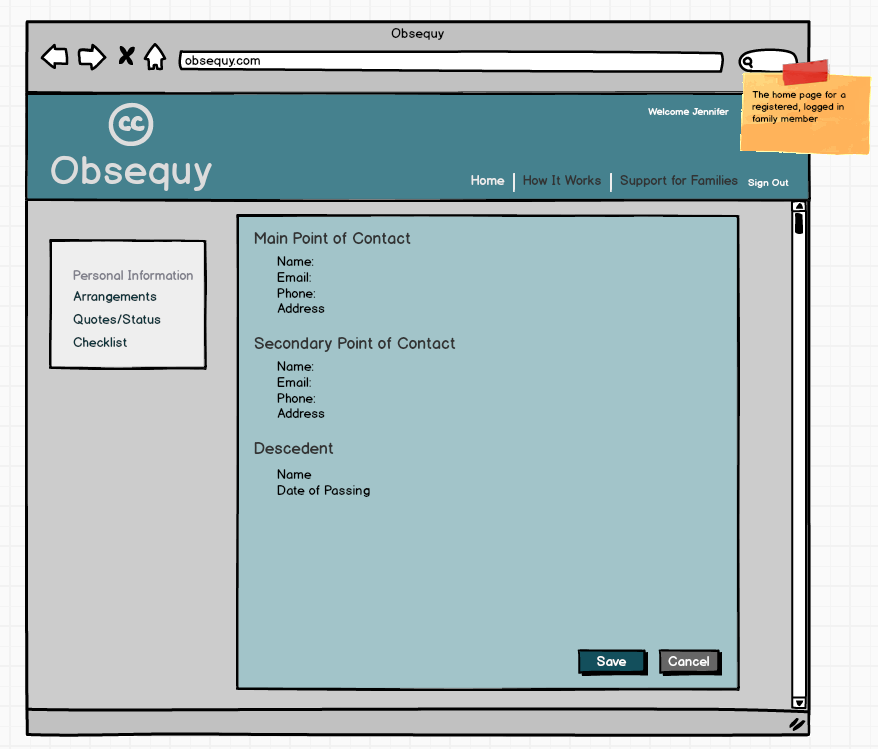 Obsequy
obsequy.com
The home page for a
registered, logged in
family member
Welcome Jennifer
cc
Obsequy
Home How It Works Support for Families Sign Out
Personal Information
Arrangements
Quotes/Status
Checklist
Main Point of Contact
Name:
Email:
Phone:
Address
Secondary Point of Contact
Name:
Email:
Phone:
Address
Descedent
Name
Date of Passing
Save Cancel